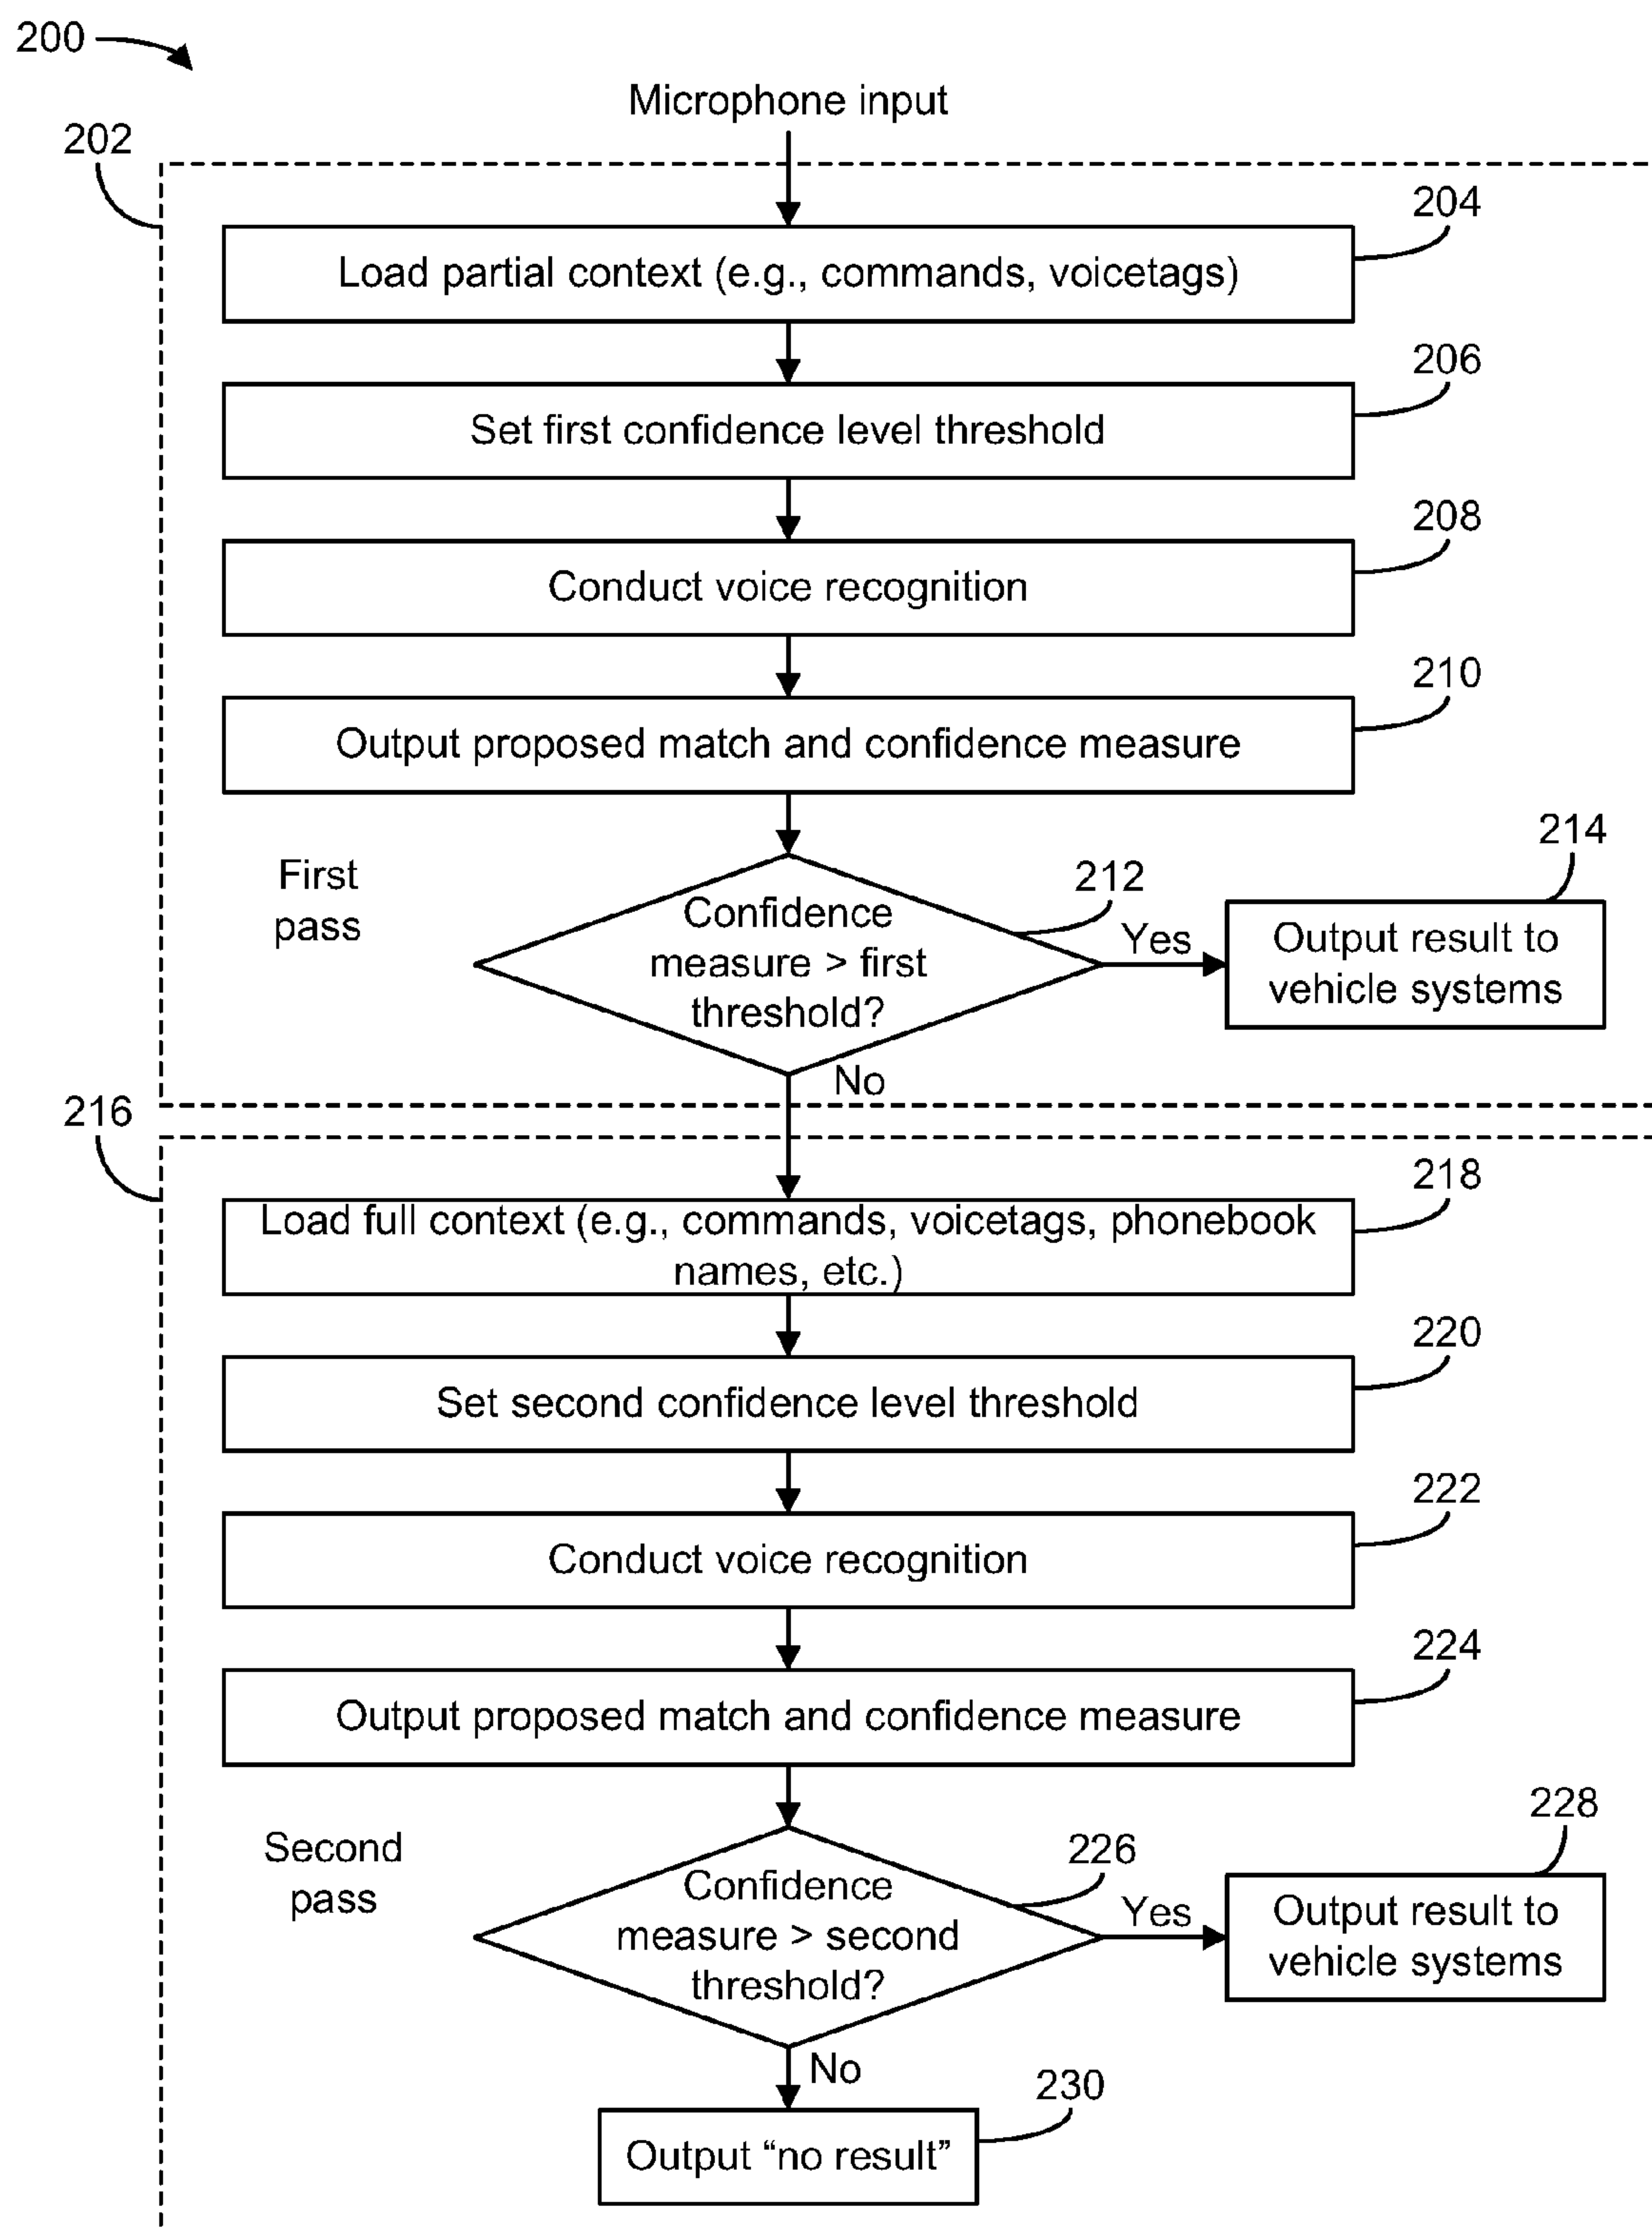 200
Microphone input
202
204
Load partial context (e.g., commands, voicetags)
206
Set first confidence level threshold
208
Conduct voice recognition
210
Output proposed match and confidence measure
214
First
pass
212
Confidence
measure > first
threshold?
Yes
Output result to
vehicle systems
No
216
218
Load full context (e.g., commands, voicetags, phonebook
names, etc.)
220
Set second confidence level threshold
222
Conduct voice recognition
224
Output proposed match and confidence measure
228
Second
pass
226
Confidence
measure > second
threshold?
Yes
Output result to
vehicle systems
No
230
Output “no result”